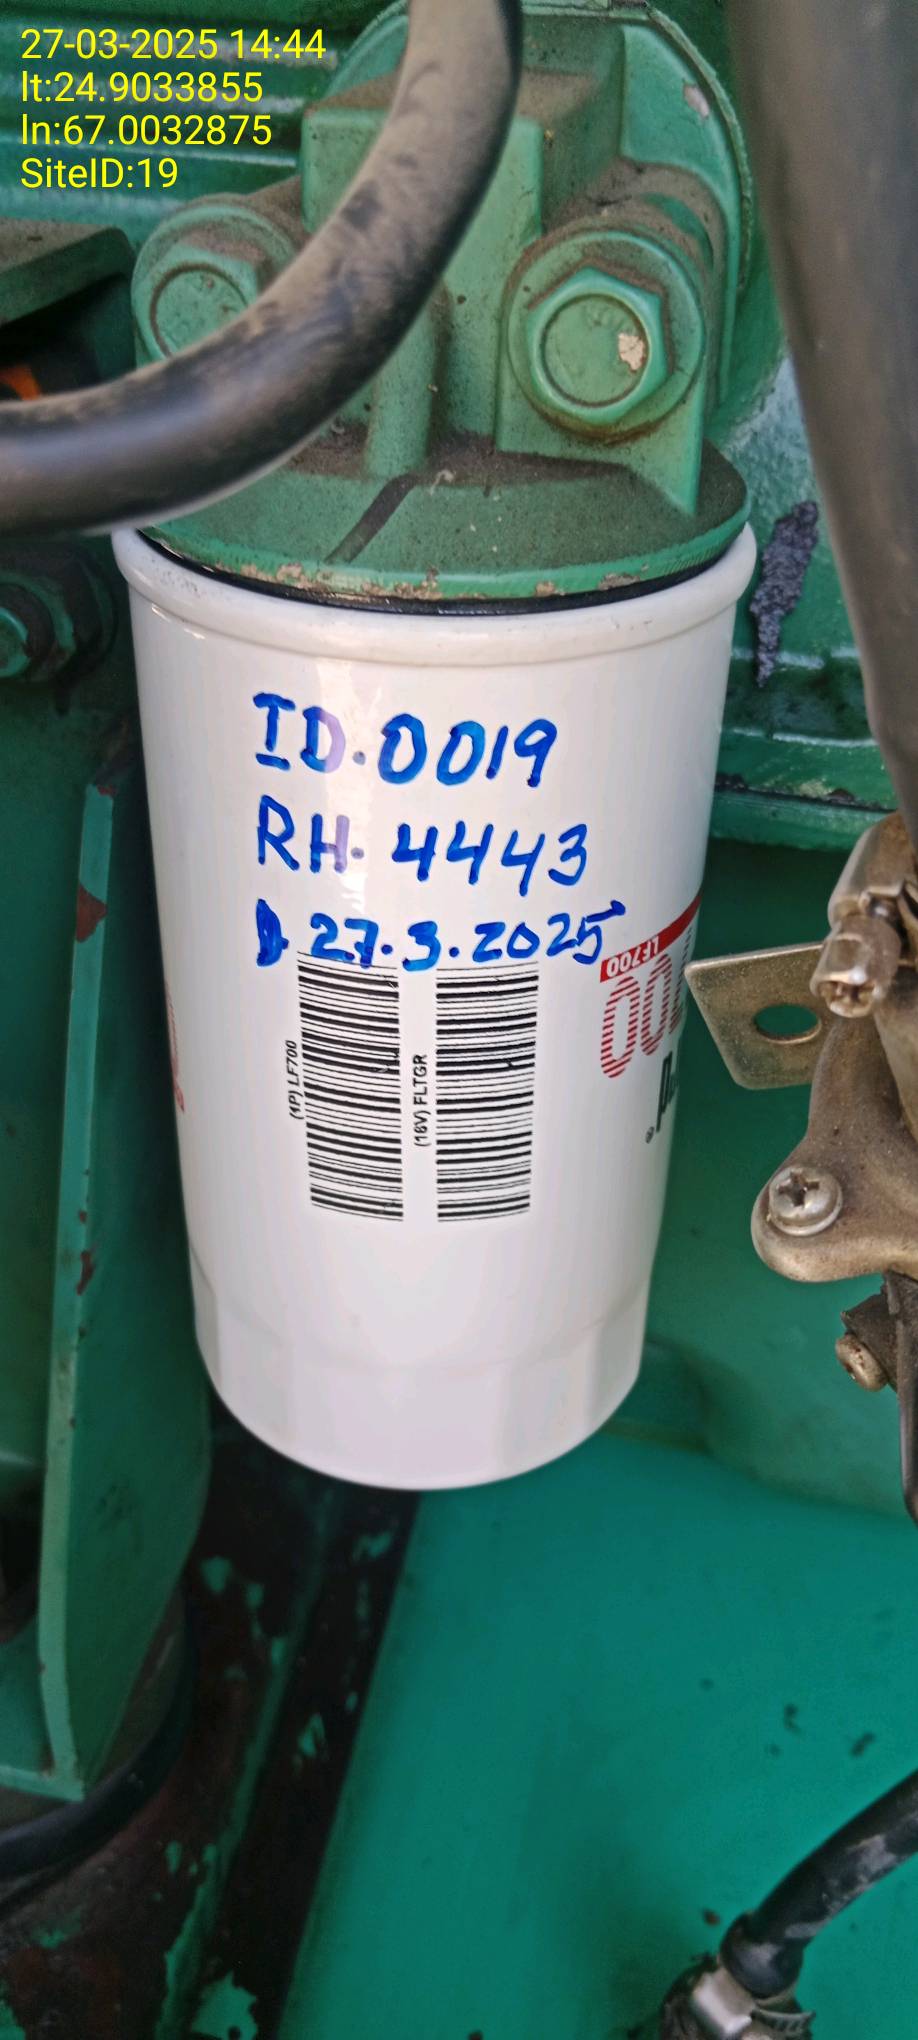 27-03-2025 14:44
lt:24.9033855
ln:67.0032875
SiteID:19
ID.0019
RH. 4443
D. 27.3.2025
LF700
(1P) LF700
(16V) FLTGR